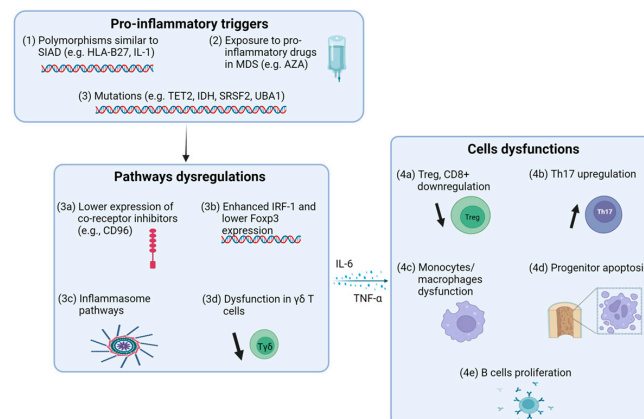 Pro-inflammatory triggers
(1) Polymorphisms similar to
SIAD (e.g. HLA-B27, IL-1)
(2) Exposure to pro-
inflammatory drugs
in MDS (e.g. AZA)
(3) Mutations (e.g. TET2, IDH, SRSF2, UBA1)
Pathways dysregulations
(3a) Lower expression of
co-receptor inhibitors
(e.g., CD96)
(3b) Enhanced IRF-1 and
lower Foxp3
expression
(3c) Inflammasome
pathways
(3d) Dysfunction in γδ T
cells
Tγδ
IL-6
TNF-α
Cells dysfunctions
(4a) Treg, CD8+
downregulation
Treg
(4b) Th17 upregulation
Th17
(4c) Monocytes/
macrophages
dysfunction
(4d) Progenitor apoptosis
(4e) B cells proliferation